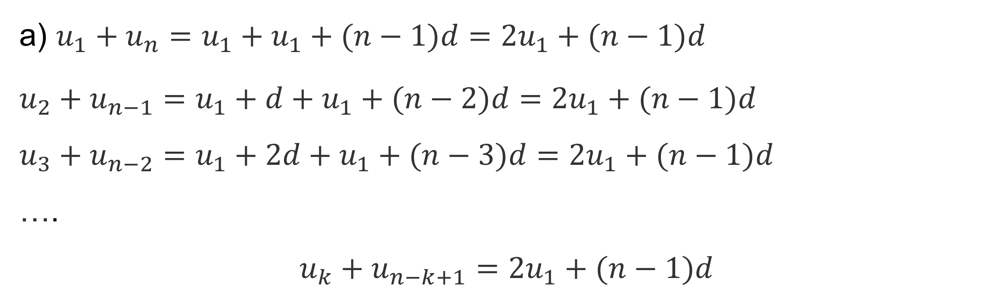 a) u₁ + uₙ = u₁ + u₁ + (n − 1)d = 2u₁ + (n − 1)d
u₂ + uₙ₋₁ = u₁ + d + u₁ + (n − 2)d = 2u₁ + (n − 1)d
u₃ + uₙ₋₂ = u₁ + 2d + u₁ + (n − 3)d = 2u₁ + (n − 1)d
....
uₖ + uₙ₋ₖ₊₁ = 2u₁ + (n − 1)d